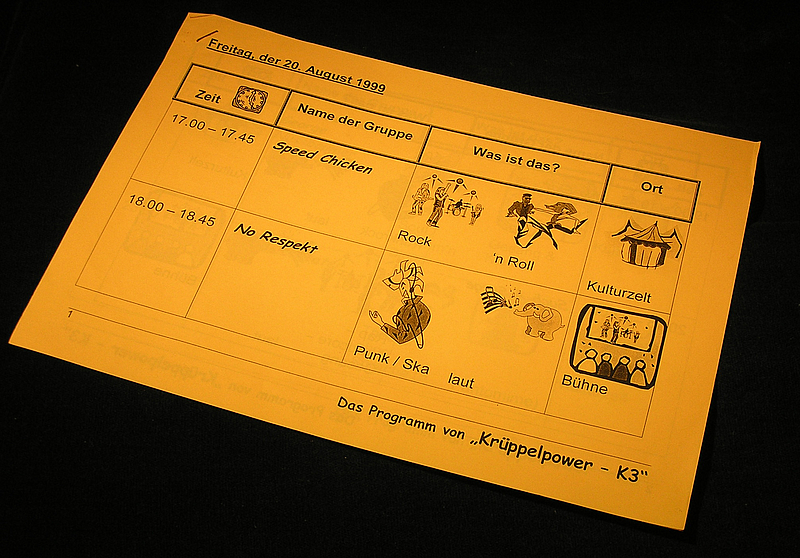 Freitag, der 20. August 1999
Zeit
Name der Gruppe
Was ist das?
Ort
17.00 – 17.45
Speed Chicken
Rock
'n Roll
Kulturzelt
18.00 – 18.45
No Respekt
Punk / Ska
laut
Bühne
1
Das Programm von „Krüppelpower – K3“